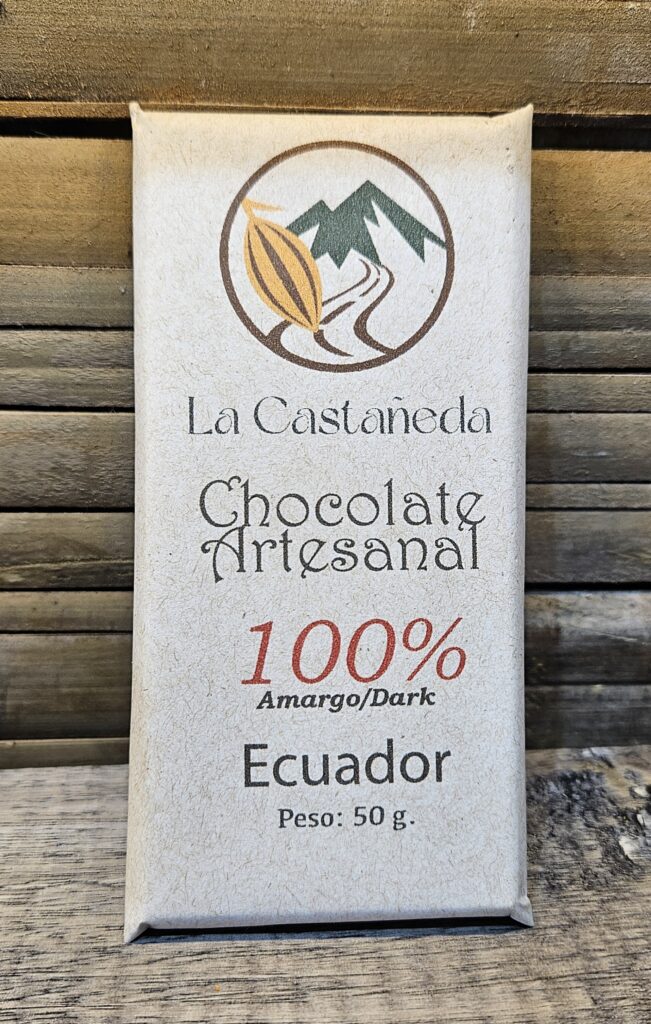 La Castañeda
Chocolate
Artesanal
100%
Amargo/Dark
Ecuador
Peso: 50 g.